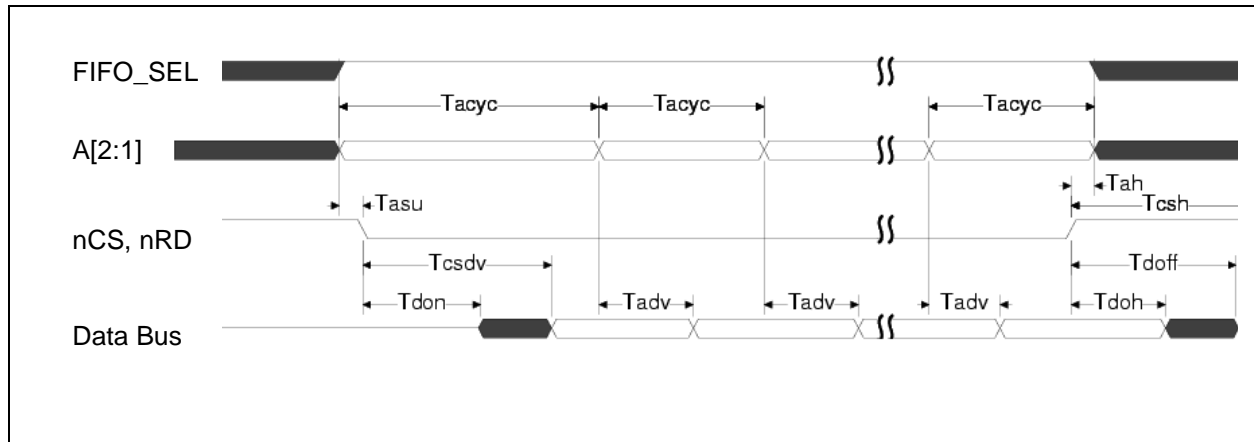 FIFO_SEL
Tacyc Tacyc Tacyc
A[2:1]
Tah
Tasu Tcsh
nCS, nRD
Tcsdv Tdoff
Tdon Tadv Tadv Tadv Tdoh
Data Bus